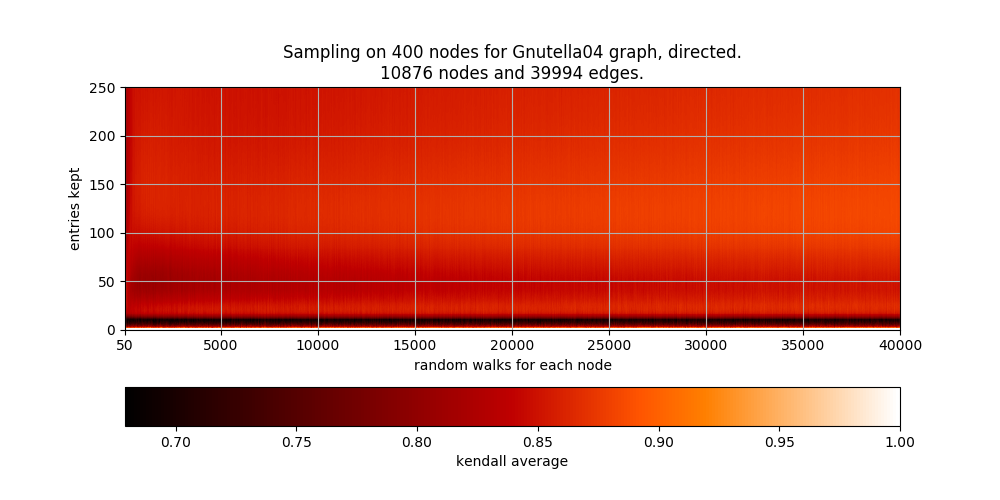 Sampling on 400 nodes for Gnutella04 graph, directed.
10876 nodes and 39994 edges.
250
200
150
100
50
0
entries kept
50 5000 10000 15000 20000 25000 30000 35000 40000
random walks for each node
0.70 0.75 0.80 0.85 0.90 0.95 1.00
kendall average